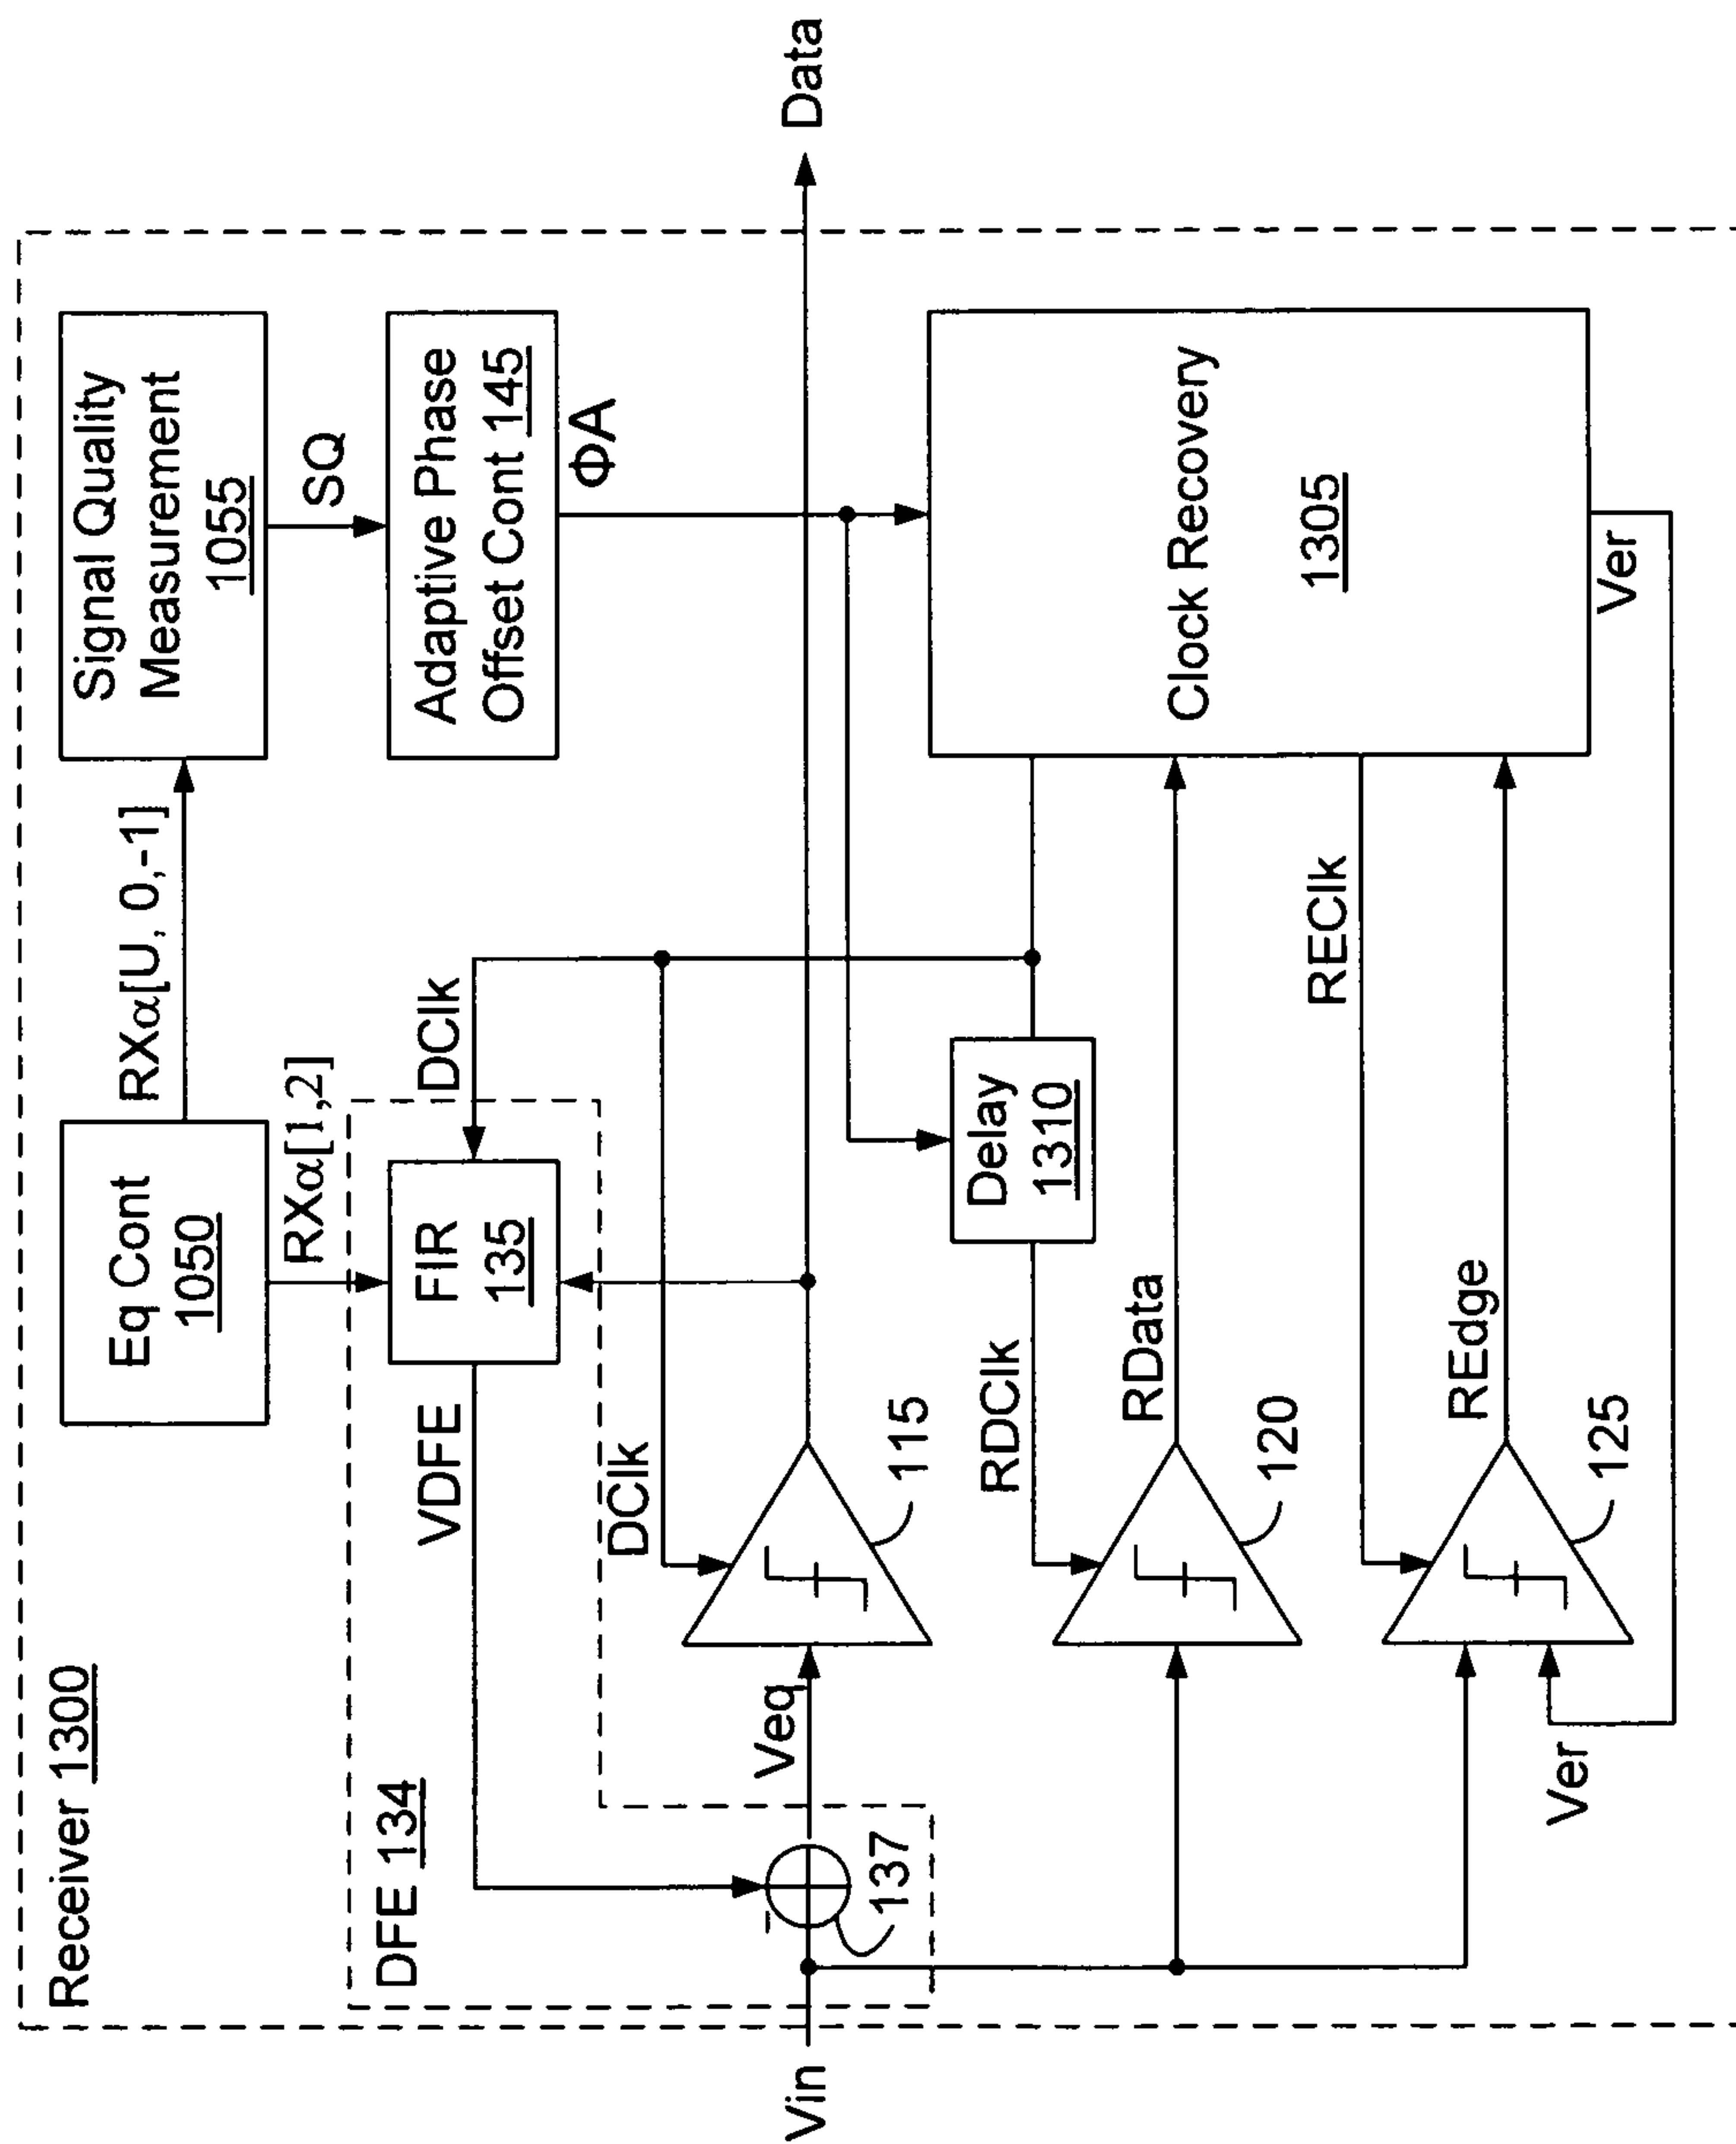 Receiver 1300
Eq Cont
1050
RXα[U, 0,-1]
Signal Quality
Measurement
1055
RXα[1,2]
SQ
DFE 134
VDFE
FIR
135
DClk
Adaptive Phase
Offset Cont 145
ΦA
DClk
Vin
137
Veq
115
Data
RDClk
Delay
1310
Clock Recovery
1305
RData
120
REClk
REdge
125
Ver
Ver